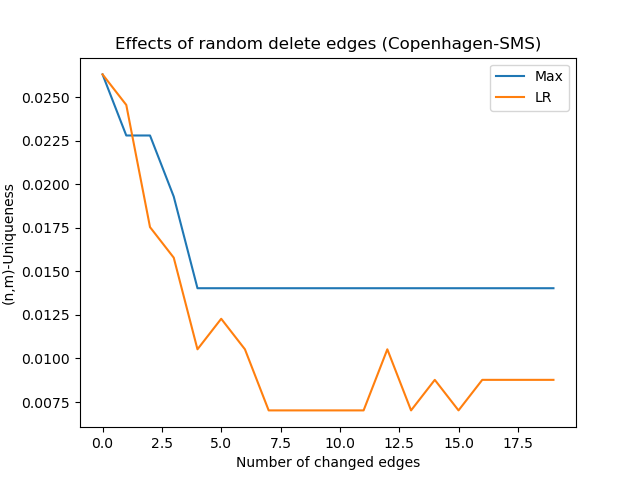 Effects of random delete edges (Copenhagen-SMS)
Max
LR
(n,m)-Uniqueness
0.0250
0.0225
0.0200
0.0175
0.0150
0.0125
0.0100
0.0075
0.0 2.5 5.0 7.5 10.0 12.5 15.0 17.5
Number of changed edges